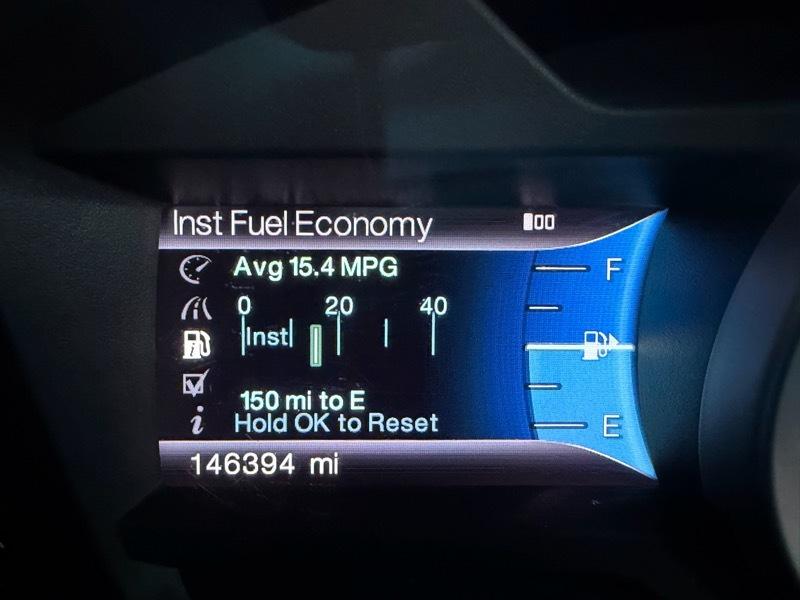 Inst Fuel Economy
Avg 15.4 MPG
F
0 20 40
Inst
150 mi to E
Hold OK to Reset
E
146394 mi